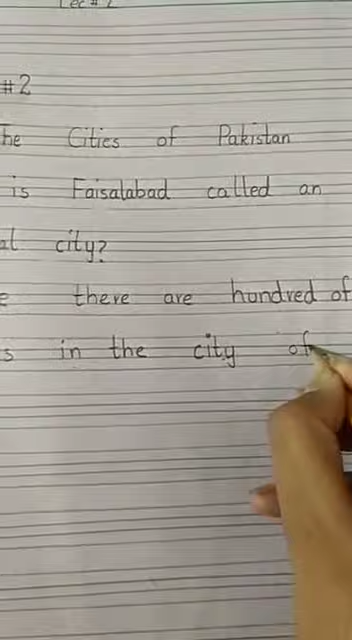 Lec # 2
#2
he Cities of Pakistan
is Faisalabad called an
al city?
e there are hondred of
s in the city of